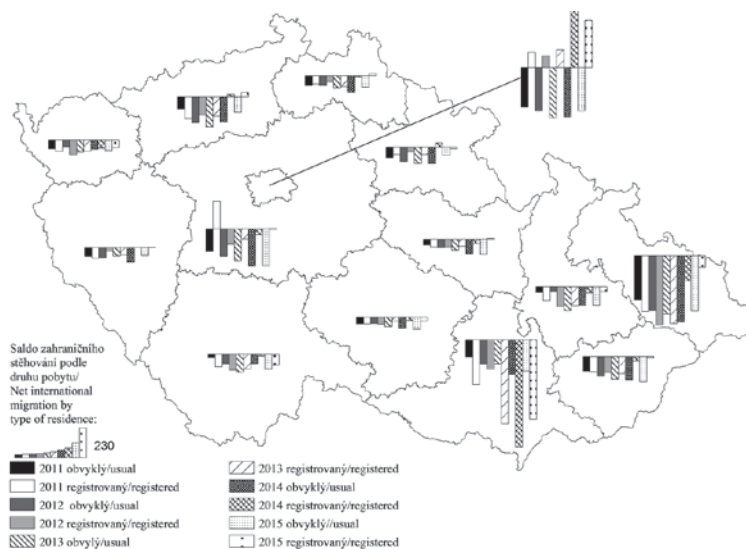 Saldo zahraničního
stěhování podle
druhu pobytu/
Net international
migration by
type of residence:
230
2011 obvyklý/usual
2011 registrovaný/registered
2012 obvyklý/usual
2012 registrovaný/registered
2013 obvylý/usual
2013 registrovaný/registered
2014 obvyklý/usual
2014 registrovaný/registered
2015 obvyklý//usual
2015 registrovaný/registered